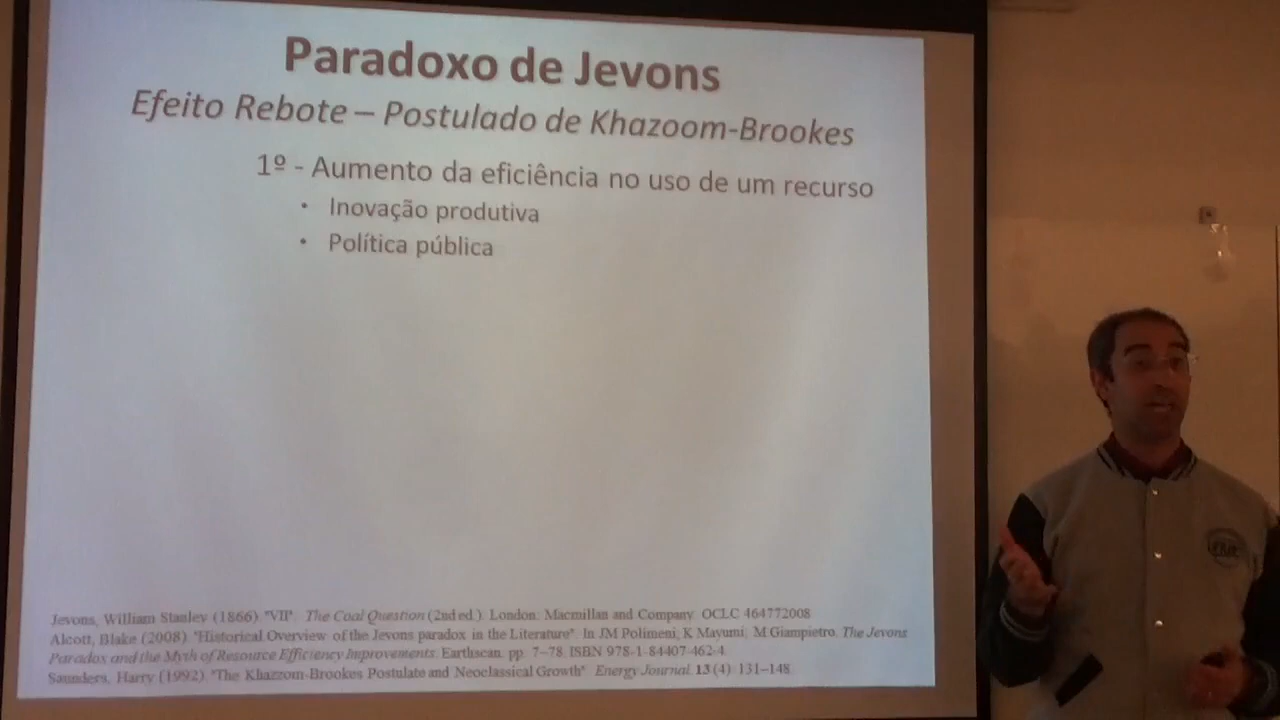 Paradoxo de Jevons
Efeito Rebote – Postulado de Khazoom-Brookes
1º - Aumento da eficiência no uso de um recurso
• Inovação produtiva
• Política pública
Jevons, William Stanley (1866). "VII". The Coal Question (2nd ed.). London: Macmillan and Company. OCLC 464772008
Alcott, Blake (2008). "Historical Overview of the Jevons paradox in the Literature". In JM Polimeni, K Mayumi, M Giampietro. The Jevons
Paradox and the Myth of Resource Efficiency Improvements. Earthscan. pp. 7–78. ISBN 978-1-84407-462-4.
Saunders, Harry (1992). "The Khazzom-Brookes Postulate and Neoclassical Growth". Energy Journal. 13 (4): 131–148.